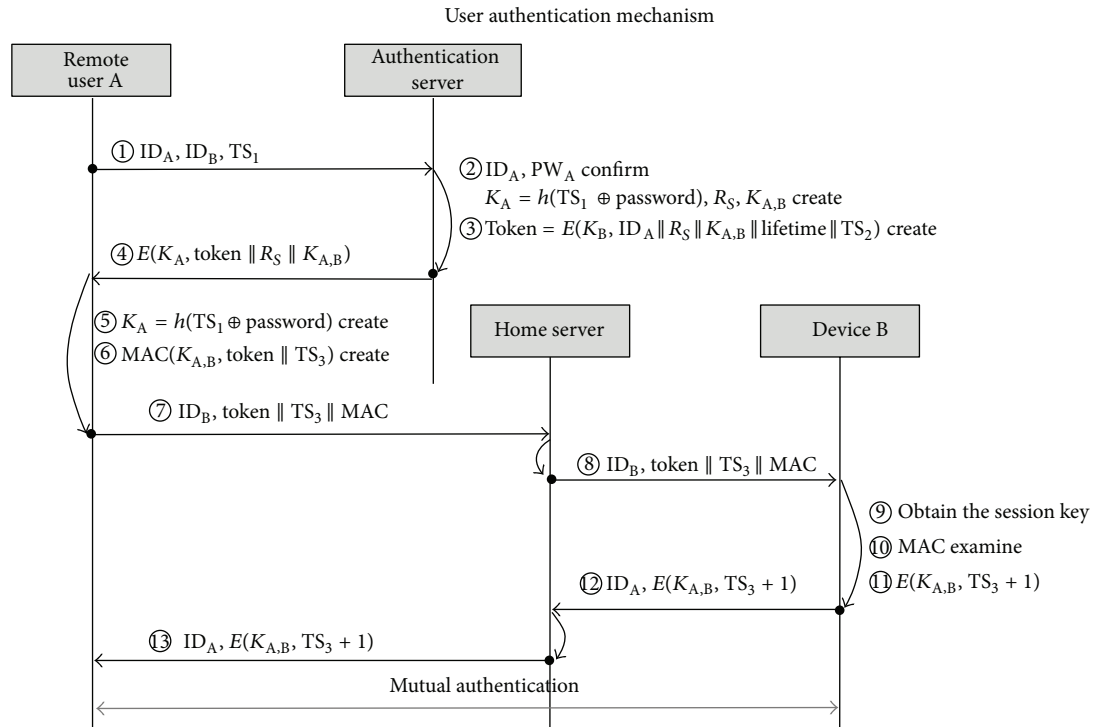 User authentication mechanism
Remote
user A
Authentication
server
① ID_A, ID_B, TS_1
② ID_A, PW_A confirm
K_A = h(TS_1 ⊕ password), R_S, K_A,B create
③ Token = E(K_B, ID_A || R_S || K_A,B || lifetime || TS_2) create
④ E(K_A, token || R_S || K_A,B)
⑤ K_A = h(TS_1 ⊕ password) create
⑥ MAC(K_A,B, token || TS_3) create
Home server
Device B
⑦ ID_B, token || TS_3 || MAC
⑧ ID_B, token || TS_3 || MAC
⑨ Obtain the session key
⑩ MAC examine
⑪ E(K_A,B, TS_3 + 1)
⑫ ID_A, E(K_A,B, TS_3 + 1)
⑬ ID_A, E(K_A,B, TS_3 + 1)
Mutual authentication